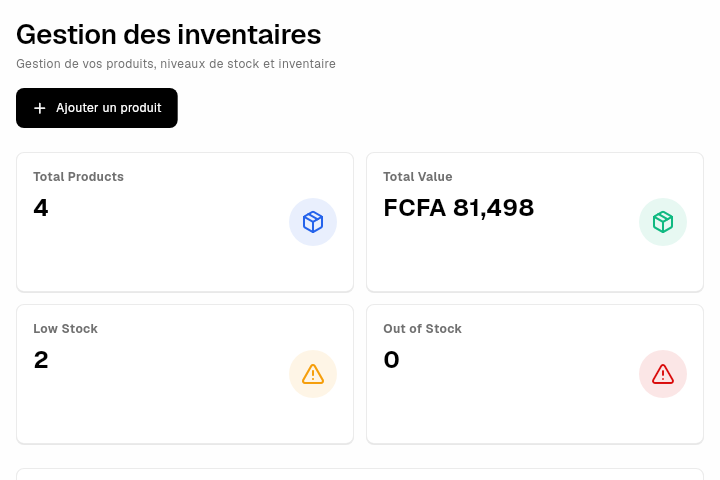 Gestion des inventaires
Gestion de vos produits, niveaux de stock et inventaire
Ajouter un produit
Total Products
4
Total Value
FCFA 81,498
Low Stock
2
Out of Stock
0